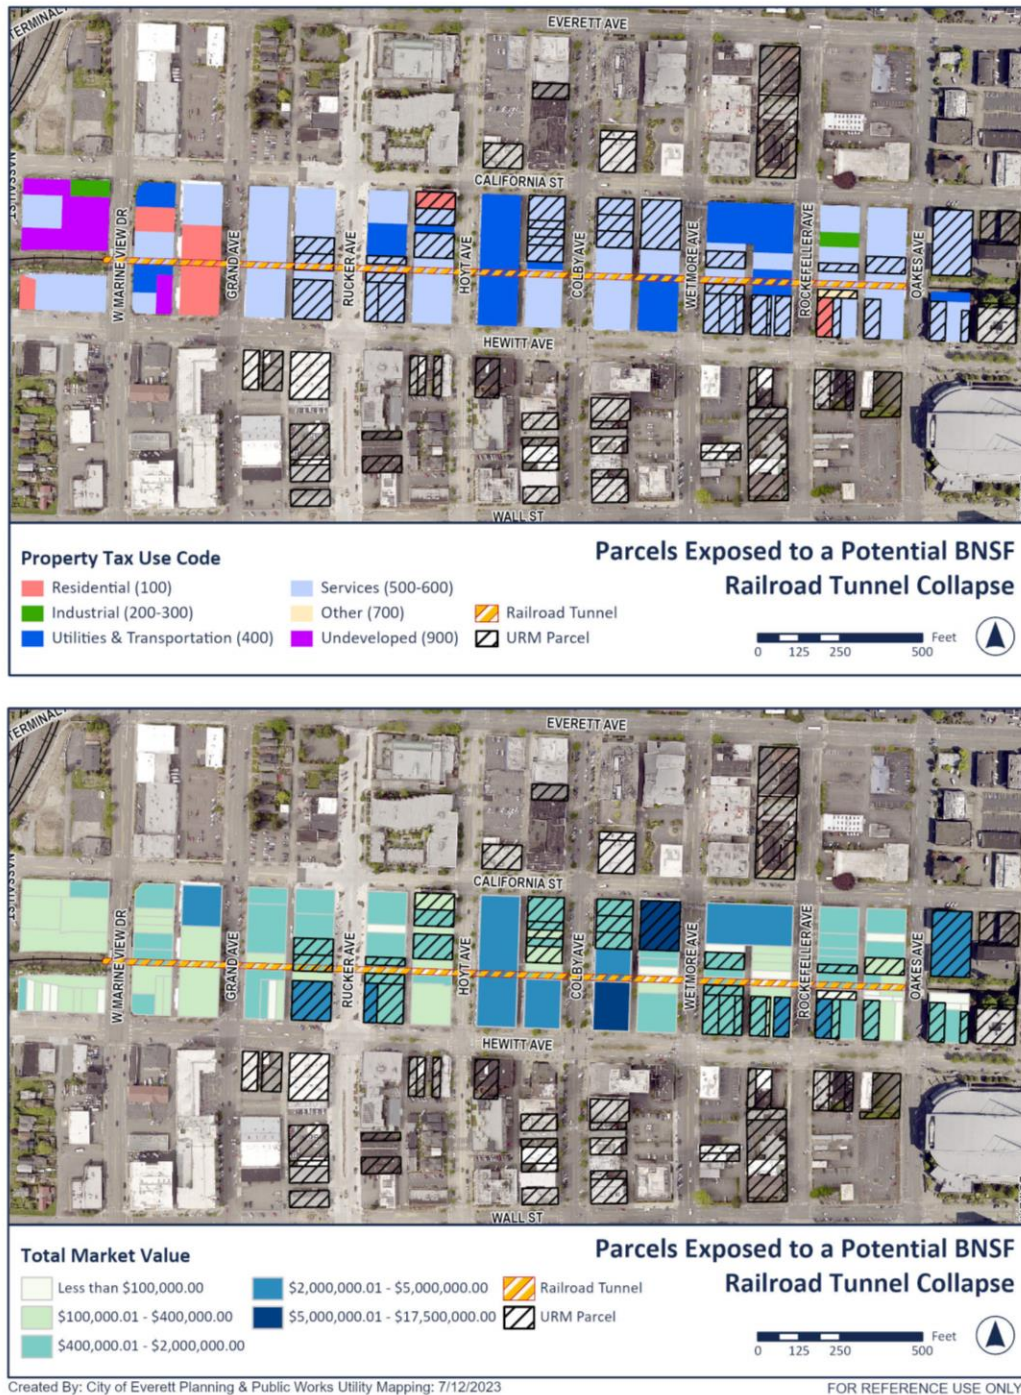 TERMINAL
EVERETT AVE
NASSAU ST
CALIFORNIA ST
W MARINE VIEW DR
GRAND AVE
RUCKER AVE
HOYT AVE
COLBY AVE
WETMORE AVE
ROCKEFELLER AVE
OAKES AVE
HEWITT AVE
WALL ST
Property Tax Use Code
Parcels Exposed to a Potential BNSF
Railroad Tunnel Collapse
Residential (100)
Services (500-600)
Industrial (200-300)
Other (700)
Railroad Tunnel
Utilities & Transportation (400)
Undeveloped (900)
URM Parcel
Feet
0 125 250 500
TERMINAL
EVERETT AVE
NASSAU ST
CALIFORNIA ST
W MARINE VIEW DR
GRAND AVE
RUCKER AVE
HOYT AVE
COLBY AVE
WETMORE AVE
ROCKEFELLER AVE
OAKES AVE
HEWITT AVE
WALL ST
Total Market Value
Parcels Exposed to a Potential BNSF
Railroad Tunnel Collapse
Less than $100,000.00
$2,000,000.01 - $5,000,000.00
Railroad Tunnel
$100,000.01 - $400,000.00
$5,000,000.01 - $17,500,000.00
URM Parcel
$400,000.01 - $2,000,000.00
Feet
0 125 250 500
Created By: City of Everett Planning & Public Works Utility Mapping: 7/12/2023
FOR REFERENCE USE ONLY